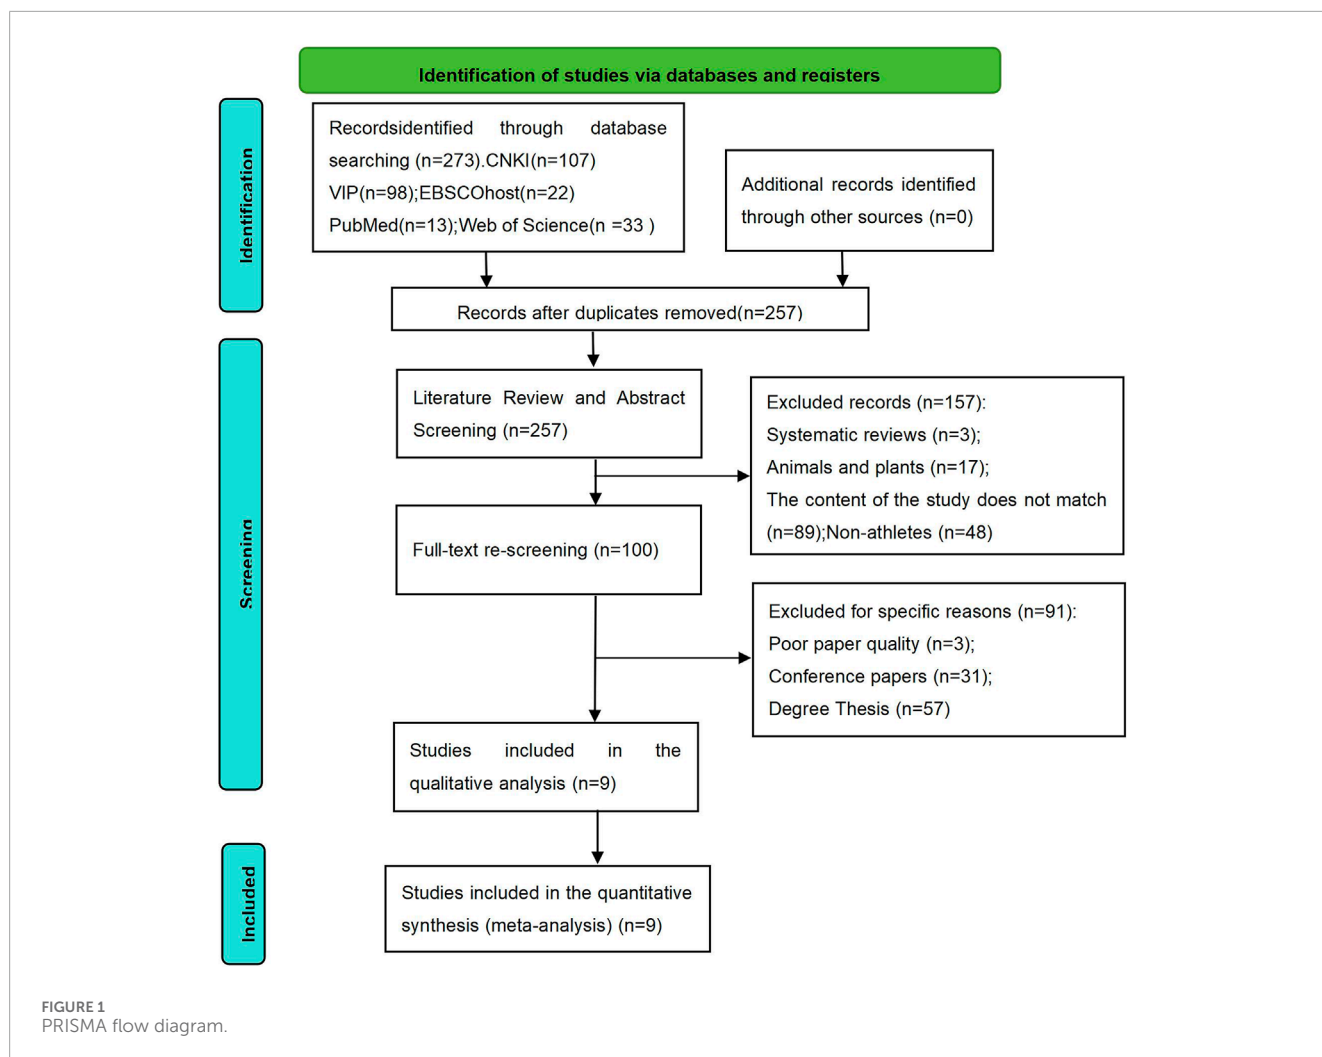 Identification of studies via databases and registers
Identification
Recordsidentified through database
searching (n=273).CNKI(n=107)
VIP(n=98);EBSCOhost(n=22)
PubMed(n=13);Web of Science(n =33 )
Additional records identified
through other sources (n=0)
Records after duplicates removed(n=257)
Screening
Literature Review and Abstract
Screening (n=257)
Excluded records (n=157):
Systematic reviews (n=3);
Animals and plants (n=17);
The content of the study does not match
(n=89);Non-athletes (n=48)
Full-text re-screening (n=100)
Excluded for specific reasons (n=91):
Poor paper quality (n=3);
Conference papers (n=31);
Degree Thesis (n=57)
Studies included in the
qualitative analysis (n=9)
Included
Studies included in the quantitative
synthesis (meta-analysis) (n=9)
FIGURE 1
PRISMA flow diagram.